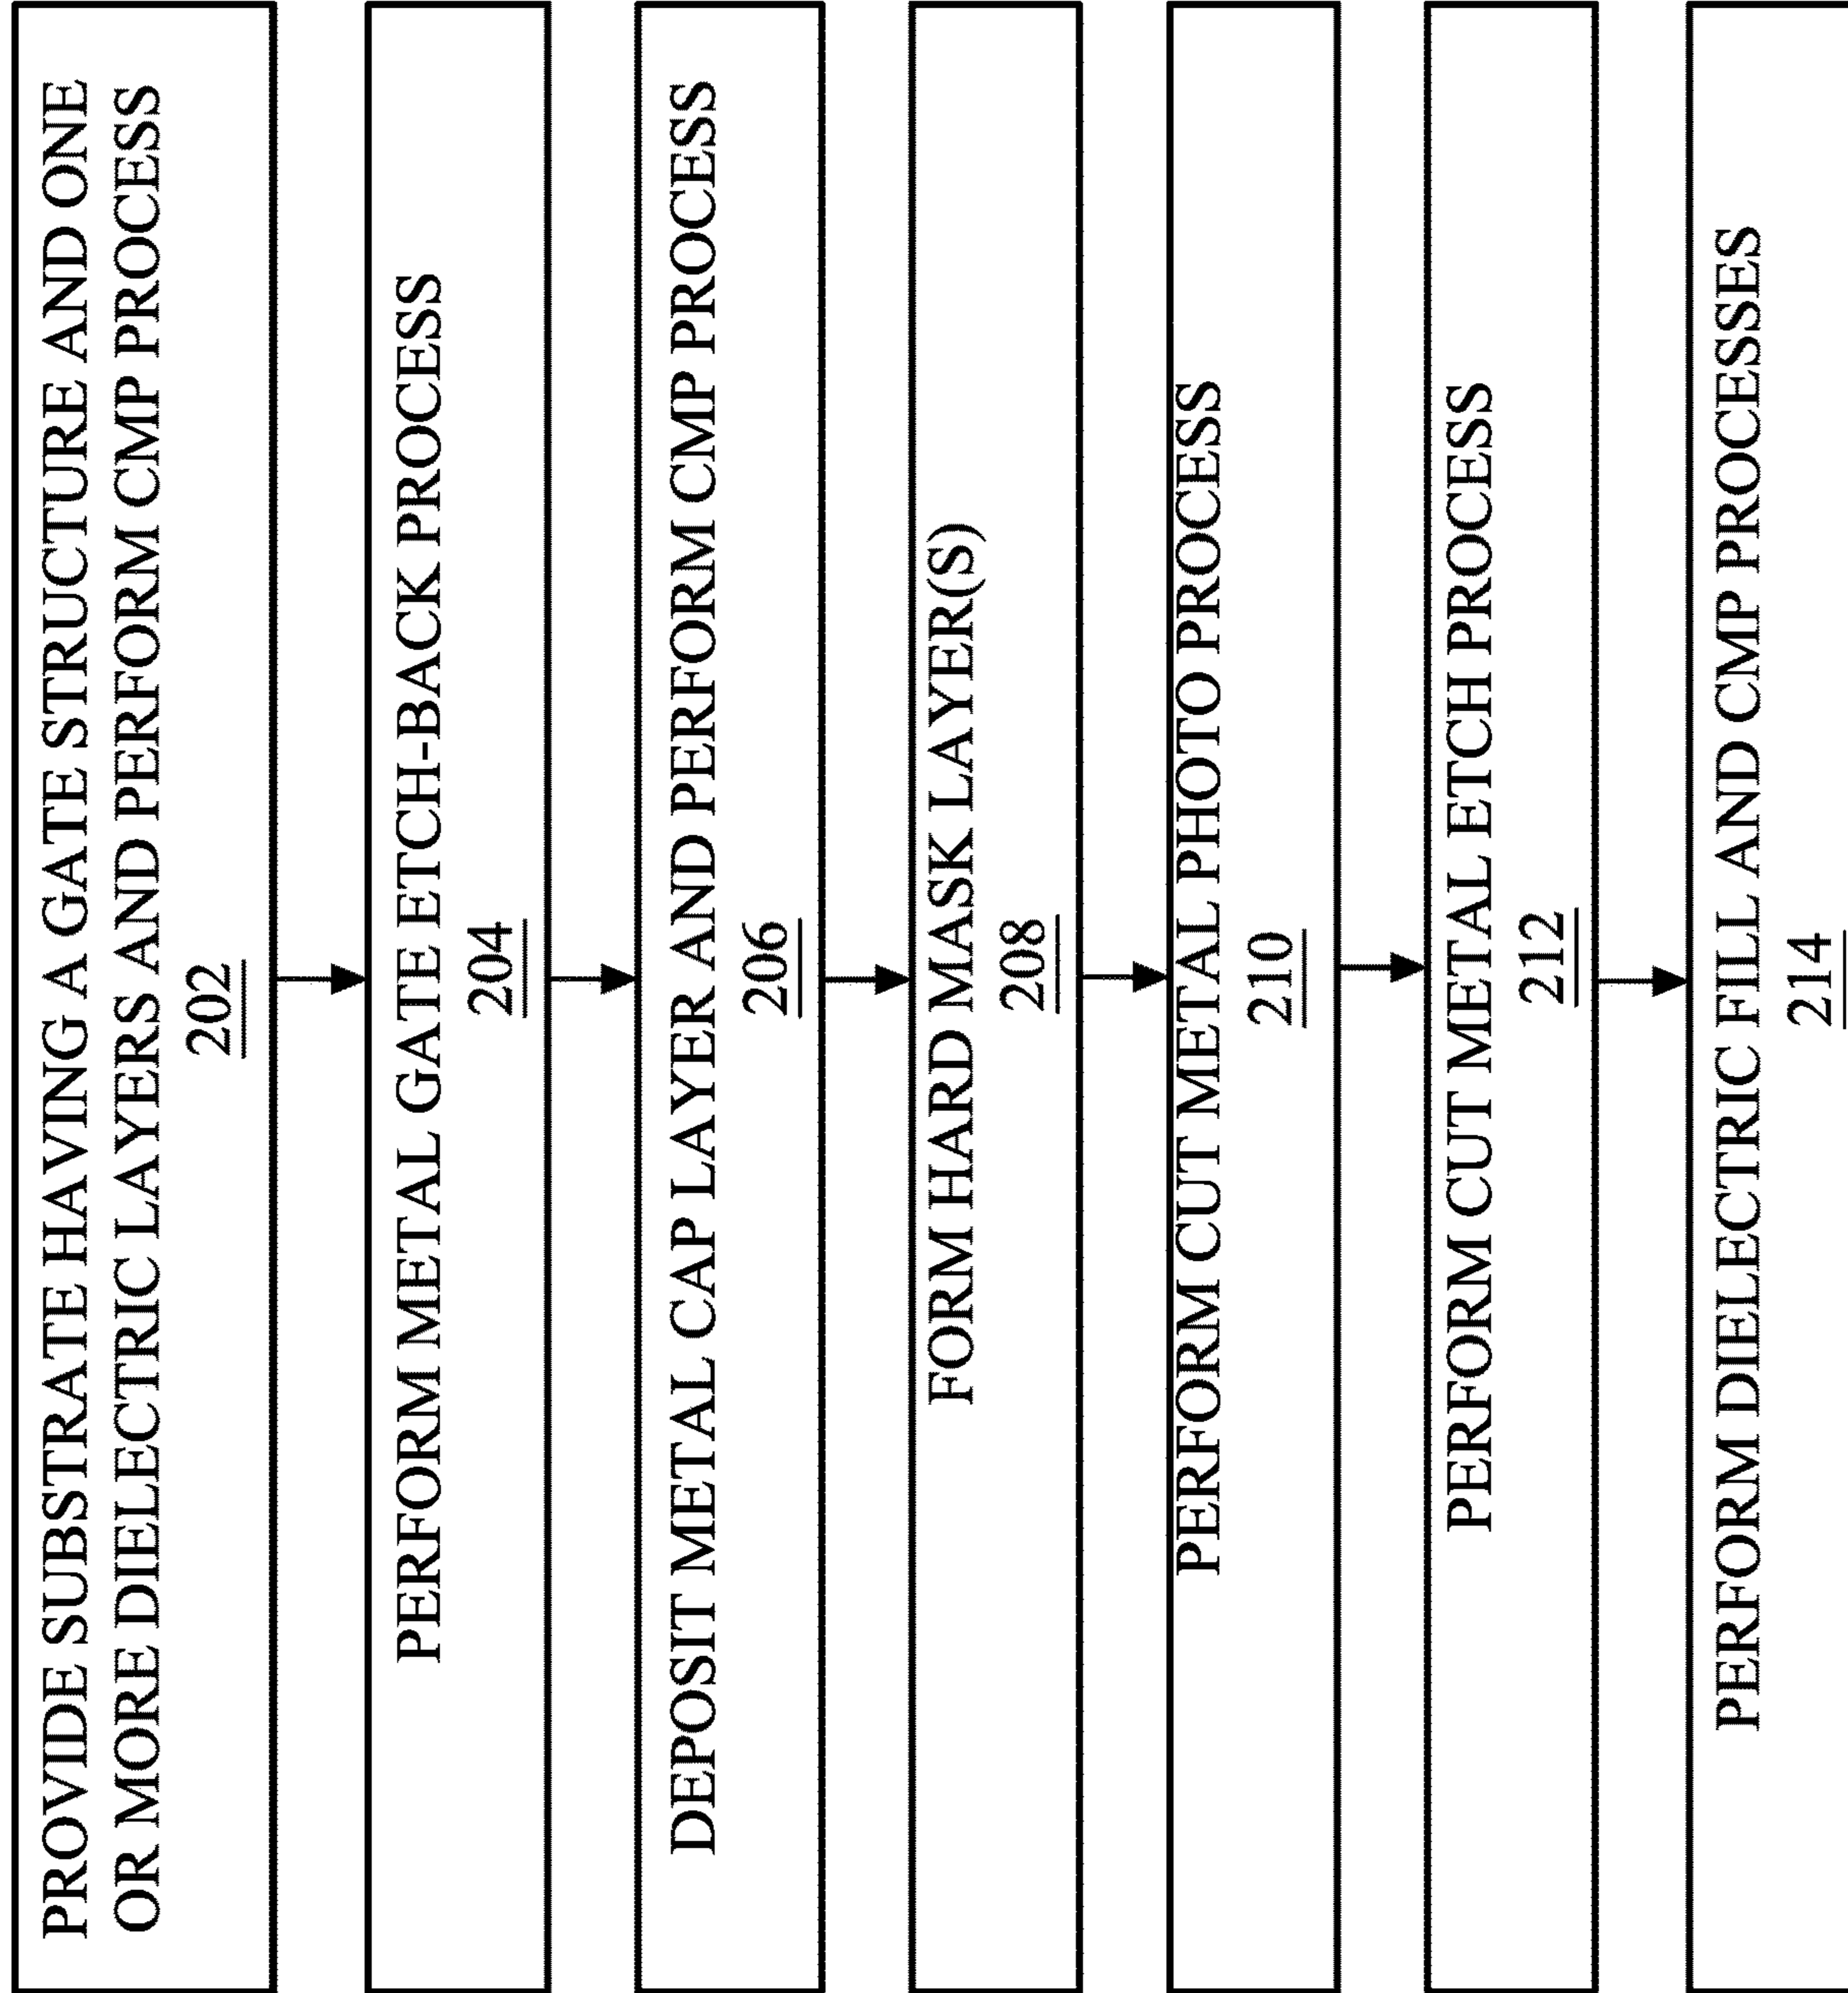 PROVIDE SUBSTRATE HAVING A GATE STRUCTURE AND ONE
OR MORE DIELECTRIC LAYERS AND PERFORM CMP PROCESS
202
PERFORM METAL GATE ETCH-BACK PROCESS
204
DEPOSIT METAL CAP LAYER AND PERFORM CMP PROCESS
206
FORM HARD MASK LAYER(S)
208
PERFORM CUT METAL PHOTO PROCESS
210
PERFORM CUT METAL ETCH PROCESS
212
PERFORM DIELECTRIC FILL AND CMP PROCESSES
214